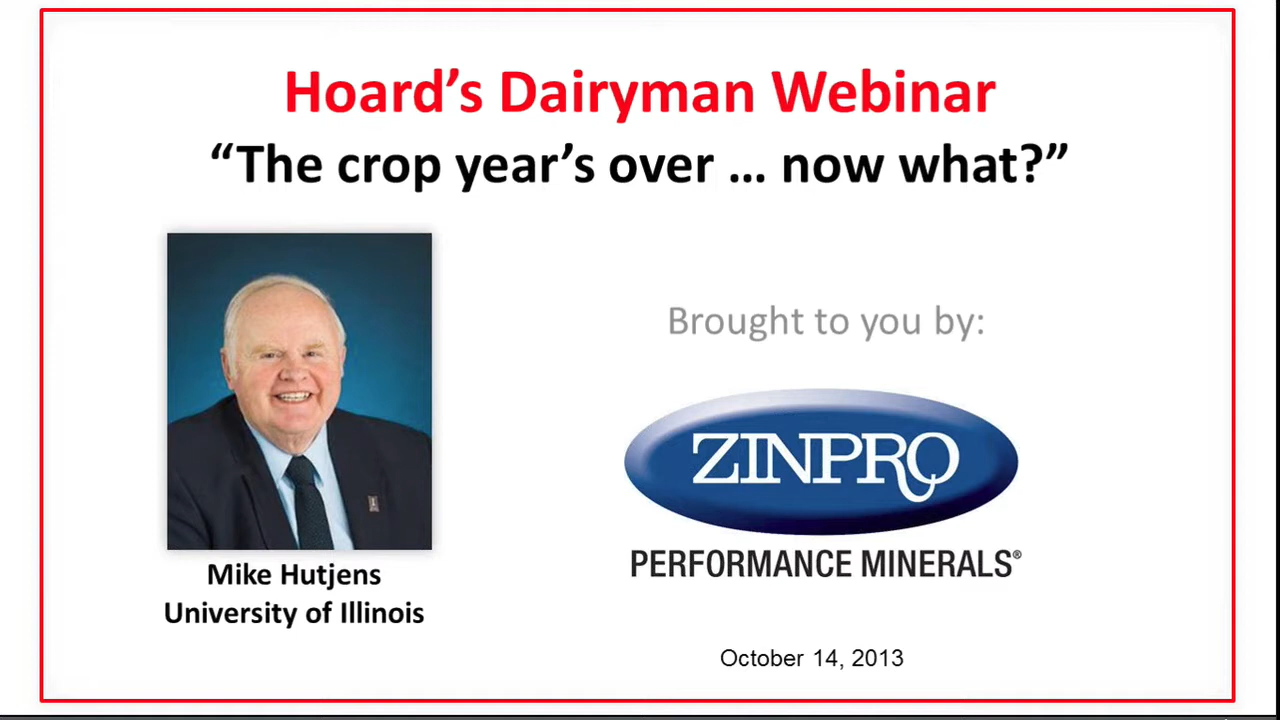 Hoard's Dairyman Webinar
“The crop year's over ... now what?”
Brought to you by:
ZINPRO
PERFORMANCE MINERALS®
Mike Hutjens
University of Illinois
October 14, 2013